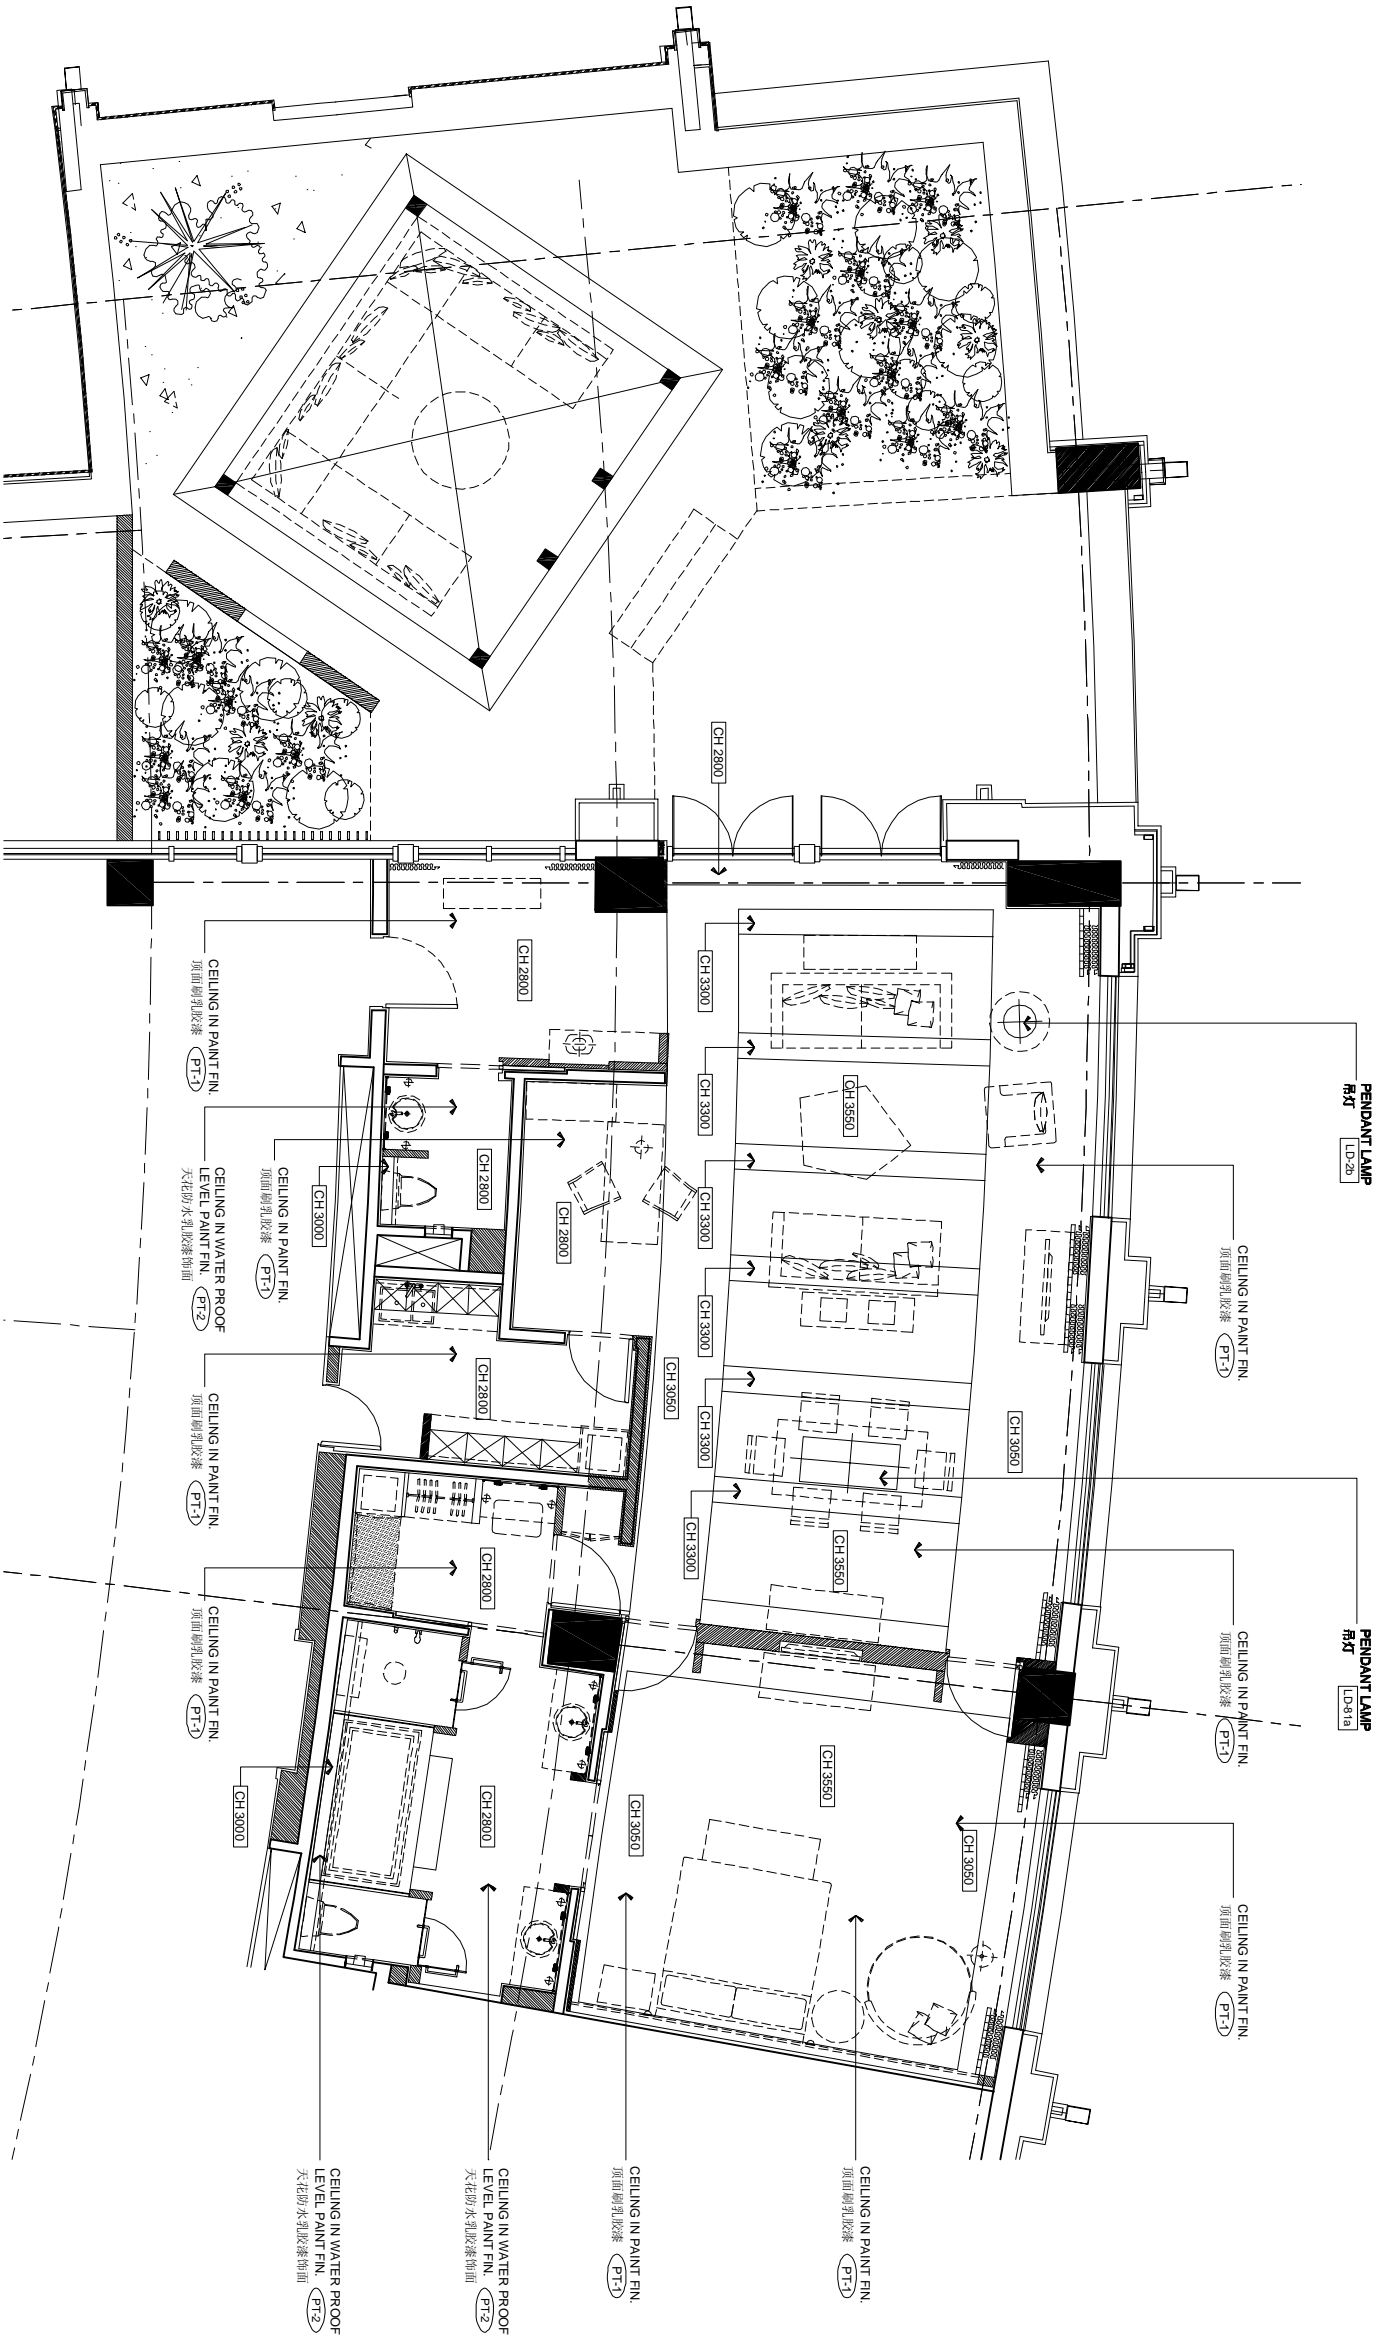 PENDANT LAMP
吊灯 LD-2b
PENDANT LAMP
吊灯 LD-81a
CEILING IN PAINT FIN.
顶面刷乳胶漆 PT-1
CEILING IN PAINT FIN.
顶面刷乳胶漆 PT-1
CEILING IN PAINT FIN.
顶面刷乳胶漆 PT-1
CH 3050
CH 3050
CH 3550
CH 3550
CH 3550
CEILING IN PAINT FIN.
顶面刷乳胶漆 PT-1
CH 2800
CH 3300
CH 3300
CH 3300
CH 3300
CH 3300
CH 3300
CH 3050
CH 3050
CEILING IN PAINT FIN.
顶面刷乳胶漆 PT-1
CH 2800
CH 2800
CH 2800
CH 2800
CH 2800
CH 2800
CEILING IN WATER PROOF
LEVEL PAINT FIN. PT-2
天花防水乳胶漆饰面
CH 3000
CEILING IN WATER PROOF
LEVEL PAINT FIN. PT-2
天花防水乳胶漆饰面
CEILING IN PAINT FIN.
顶面刷乳胶漆 PT-1
CH 3000
CEILING IN PAINT FIN.
顶面刷乳胶漆 PT-1
CEILING IN WATER PROOF
LEVEL PAINT FIN. PT-2
天花防水乳胶漆饰面
CEILING IN PAINT FIN.
顶面刷乳胶漆 PT-1
CEILING IN PAINT FIN.
顶面刷乳胶漆 PT-1